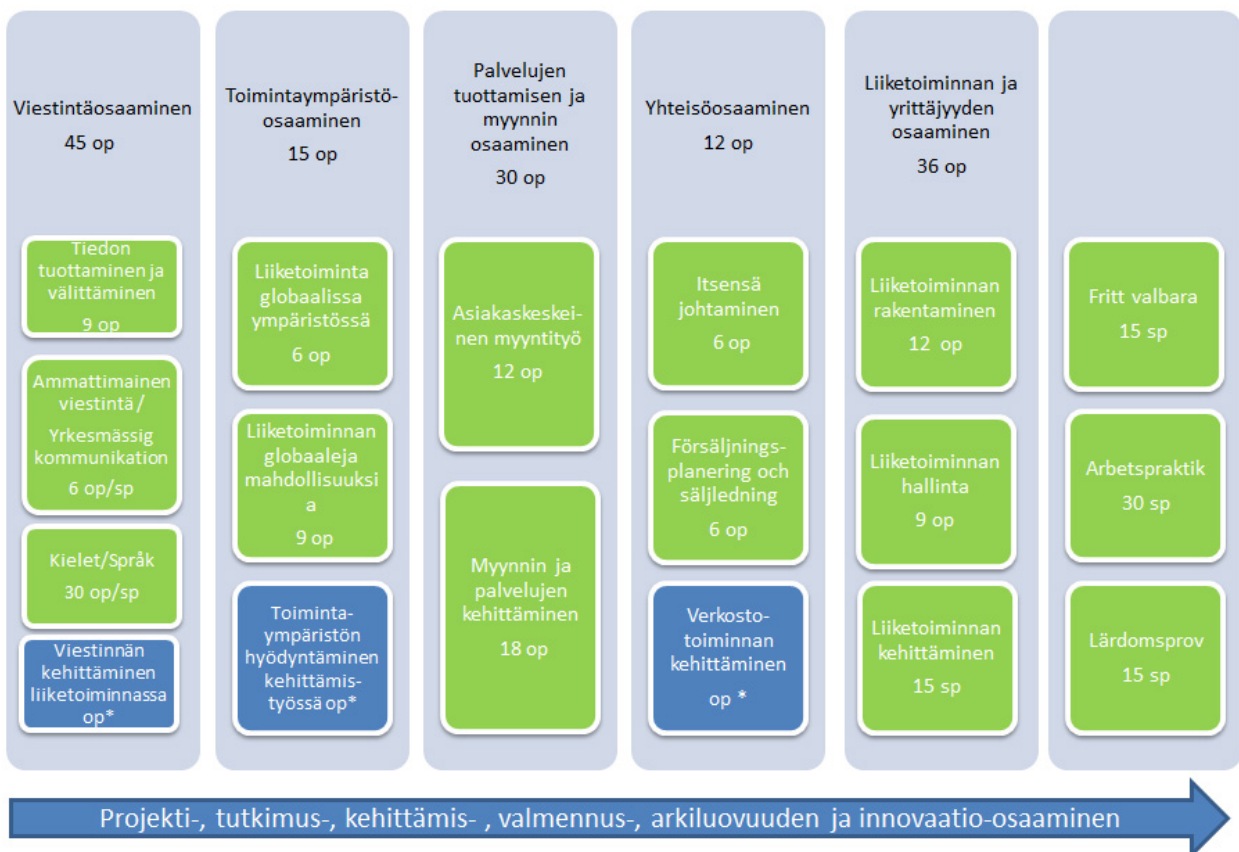 Viestintäosaaminen
45 op
Tiedon
tuottaminen ja
välittäminen
9 op
Ammattimainen
viestintä /
Yrkesmässig
kommunikation
6 op/sp
Kielet/Språk
30 op/sp
Viestinnän
kehittäminen
liiketoiminnassa
op*
Toimintaympäristö-
osaaminen
15 op
Liiketoiminta
globaalissa
ympäristössä
6 op
Liiketoiminnan
globaaleja
mahdollisuuksi
a
9 op
Toiminta-
ympäristön
hyödyntäminen
kehittämis-
työssä op*
Palvelujen
tuottamisen ja
myynnin
osaaminen
30 op
Asiakaskeskei-
nen myyntityö
12 op
Myynnin ja
palvelujen
kehittäminen
18 op
Yhteisöosaaminen
12 op
Itsensä
johtaminen
6 op
Försäljnings-
planering och
säljledning
6 op
Verkosto-
toiminnan
kehittäminen
op *
Liiketoiminnan ja
yrittäjyyden
osaaminen
36 op
Liiketoiminnan
rakentaminen
12 op
Liiketoiminnan
hallinta
9 op
Liiketoiminnan
kehittäminen
15 sp
Fritt valbara
15 sp
Arbetspraktik
30 sp
Lärdomsprov
15 sp
Projekti-, tutkimus-, kehittämis- , valmennus-, arkiluovuuden ja innovaatio-osaaminen